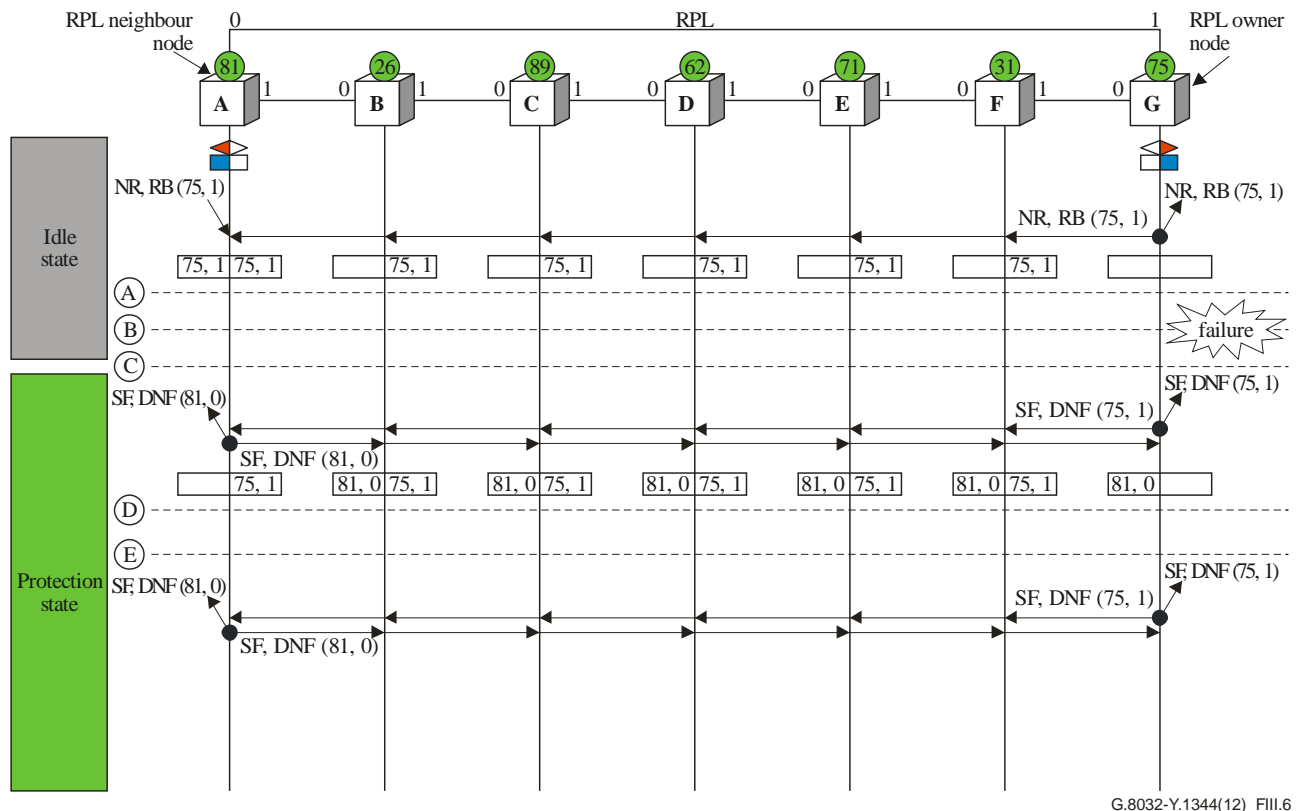 RPL neighbour
node
0
RPL
1
RPL owner
node
81
26
89
62
71
31
75
A
1
0
B
1
0
C
1
0
D
1
0
E
1
0
F
1
0
G
NR, RB (75, 1)
NR, RB (75, 1)
NR, RB (75, 1)
Idle
state
75, 1 75, 1
75, 1
75, 1
75, 1
75, 1
75, 1
A
B
failure
C
SF, DNF (81, 0)
SF, DNF (75, 1)
SF, DNF (75, 1)
SF, DNF (81, 0)
75, 1
81, 0 75, 1
81, 0 75, 1
81, 0 75, 1
81, 0 75, 1
81, 0 75, 1
81, 0
D
E
Protection
state
SF, DNF (81, 0)
SF, DNF (75, 1)
SF, DNF (75, 1)
SF, DNF (81, 0)
G.8032-Y.1344(12)_FIII.6